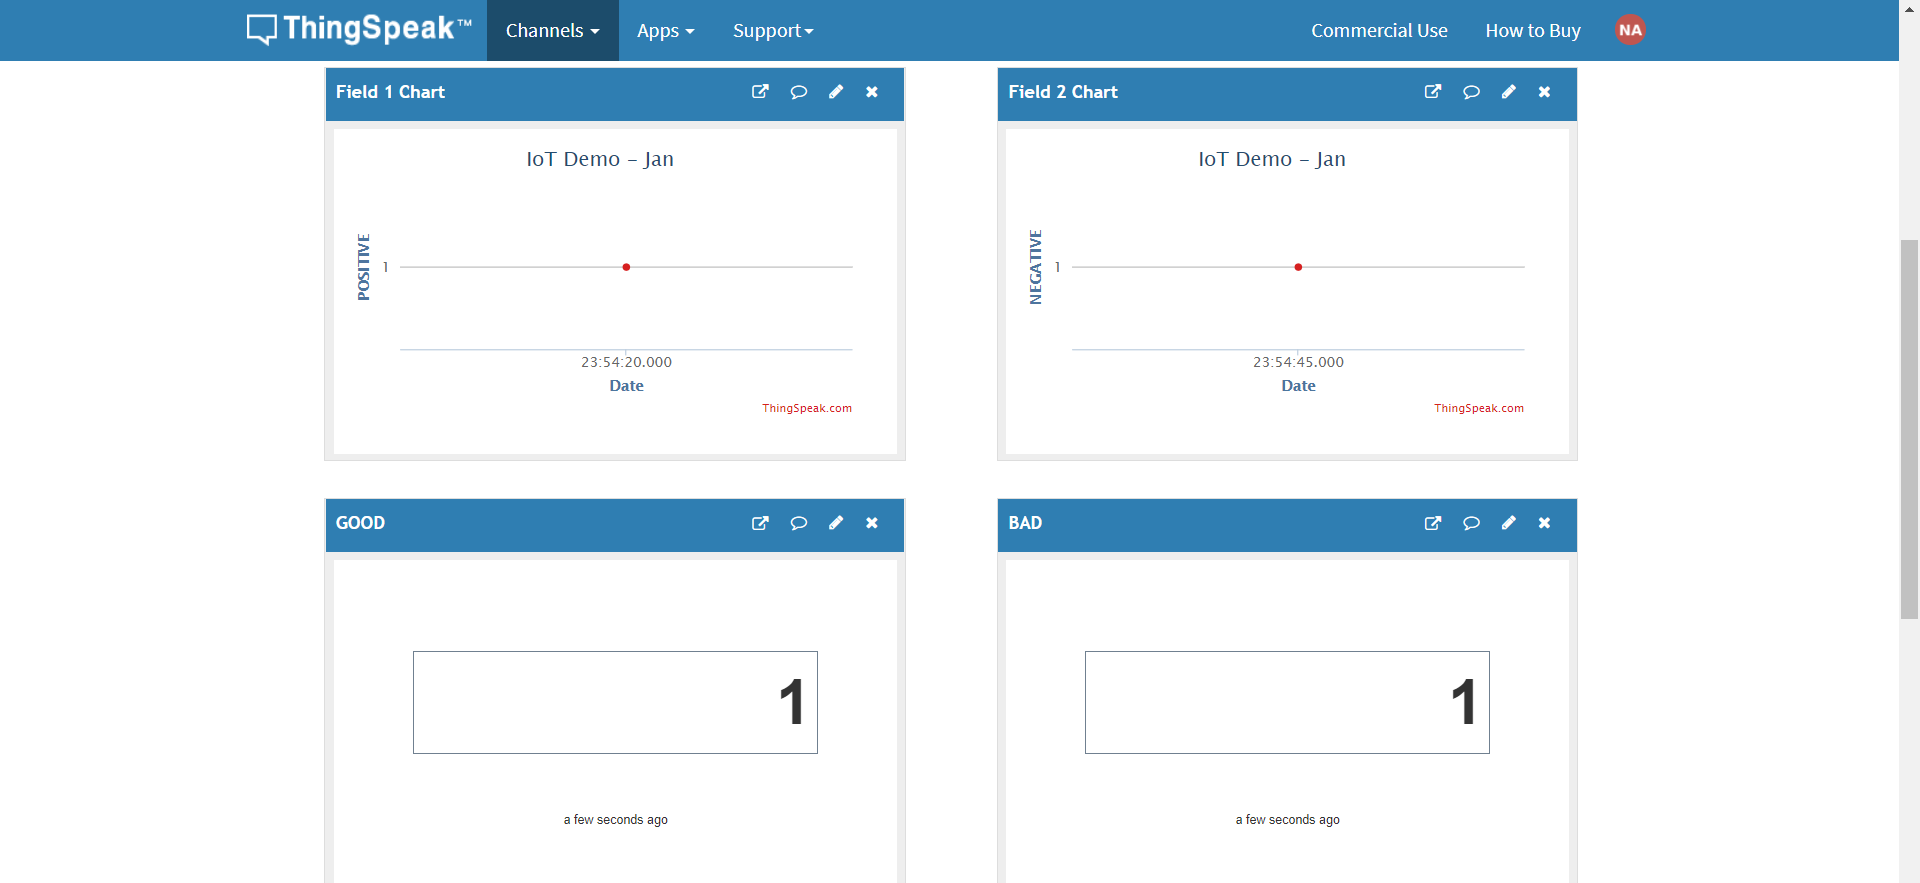 ThingSpeak™ Channels Apps Support Commercial Use How to Buy NA
Field 1 Chart
IoT Demo - Jan
POSITIVE
1
23:54:20.000
Date
ThingSpeak.com
Field 2 Chart
IoT Demo - Jan
NEGATIVE
1
23:54:45.000
Date
ThingSpeak.com
GOOD
1
a few seconds ago
BAD
1
a few seconds ago